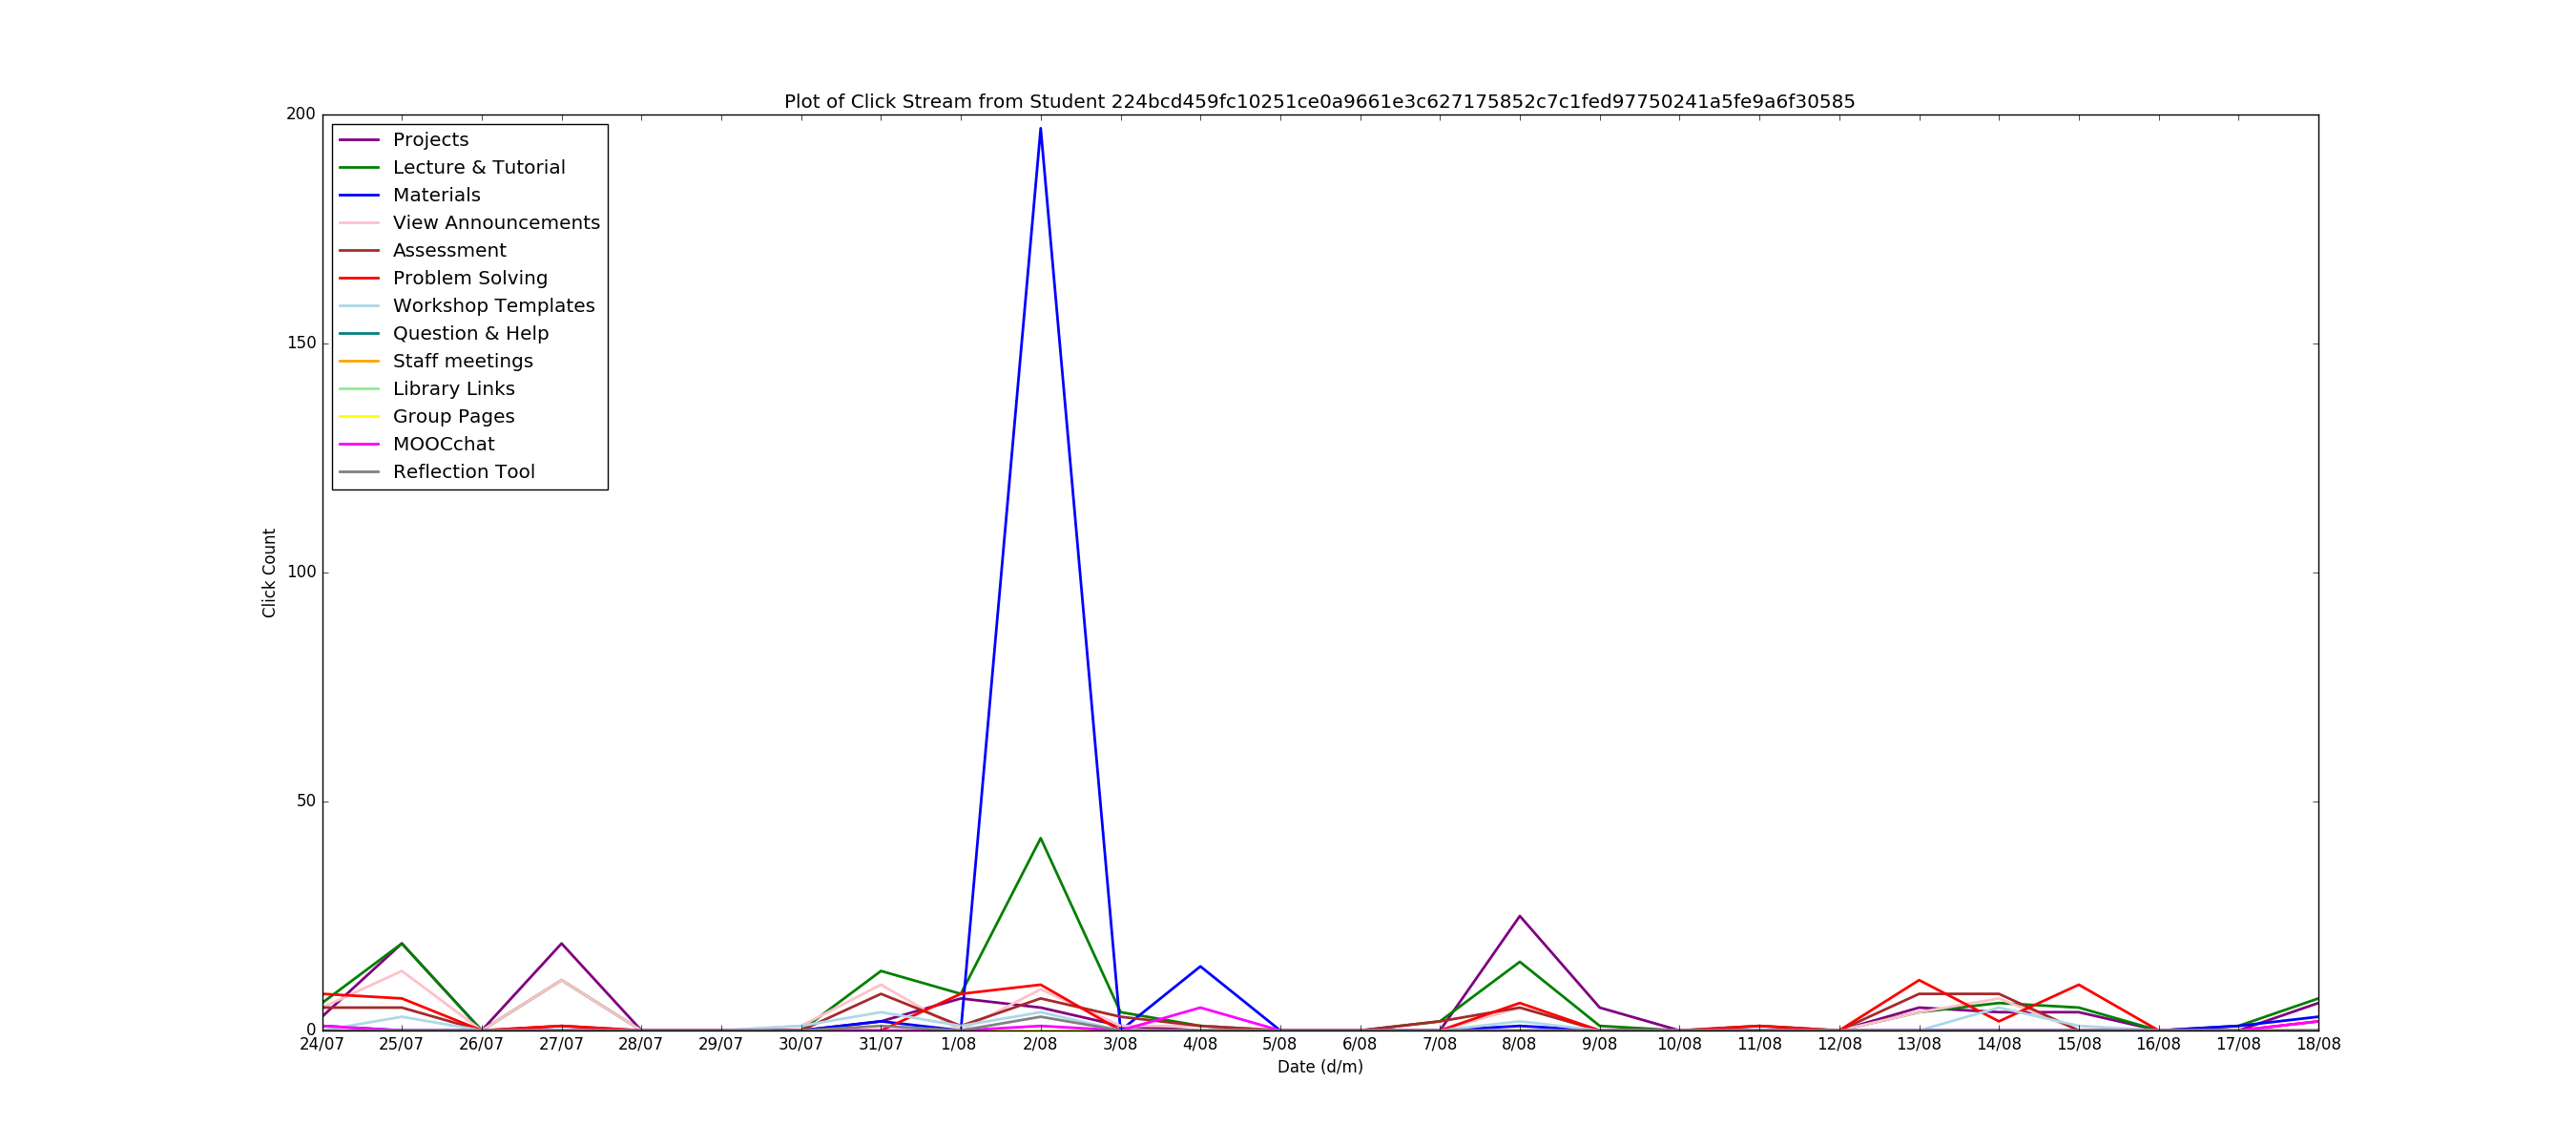 Plot of Click Stream from Student 224bcd459fc10251ce0a9661e3c627175852c7c1fed97750241a5fe9a6f30585
200
150
100
50
0
Click Count
Projects
Lecture & Tutorial
Materials
View Announcements
Assessment
Problem Solving
Workshop Templates
Question & Help
Staff meetings
Library Links
Group Pages
MOOCchat
Reflection Tool
24/07 25/07 26/07 27/07 28/07 29/07 30/07 31/07 1/08 2/08 3/08 4/08 5/08 6/08 7/08 8/08 9/08 10/08 11/08 12/08 13/08 14/08 15/08 16/08 17/08 18/08
Date (d/m)